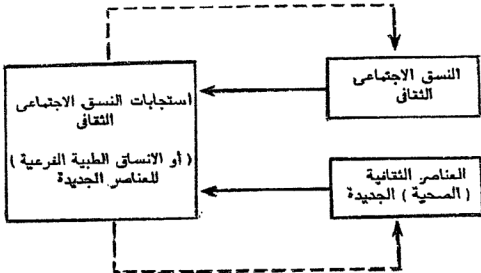 النسق الاجتماعى
الثقافى
استجابات النسق الاجتماعى
الثقافى
( أو الانساق الطبية الفرعية )
للعناصر الجديدة
العناصر الثقافية
( الصحية ) الجديدة